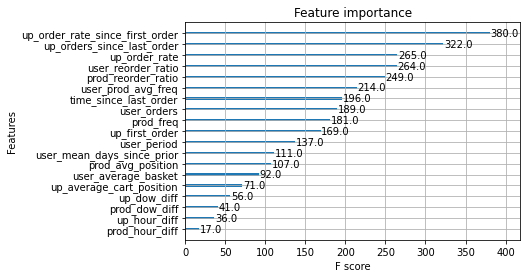 Feature importance
up_order_rate_since_first_order 380.0
up_orders_since_last_order 322.0
up_order_rate 265.0
user_reorder_ratio 264.0
prod_reorder_ratio 249.0
user_prod_avg_freq 214.0
time_since_last_order 196.0
user_orders 189.0
prod_freq 181.0
up_first_order 169.0
user_period 137.0
user_mean_days_since_prior 111.0
prod_avg_position 107.0
user_average_basket 92.0
up_average_cart_position 71.0
up_dow_diff 56.0
prod_dow_diff 41.0
up_hour_diff 36.0
prod_hour_diff 17.0
Features
0 50 100 150 200 250 300 350 400
F score